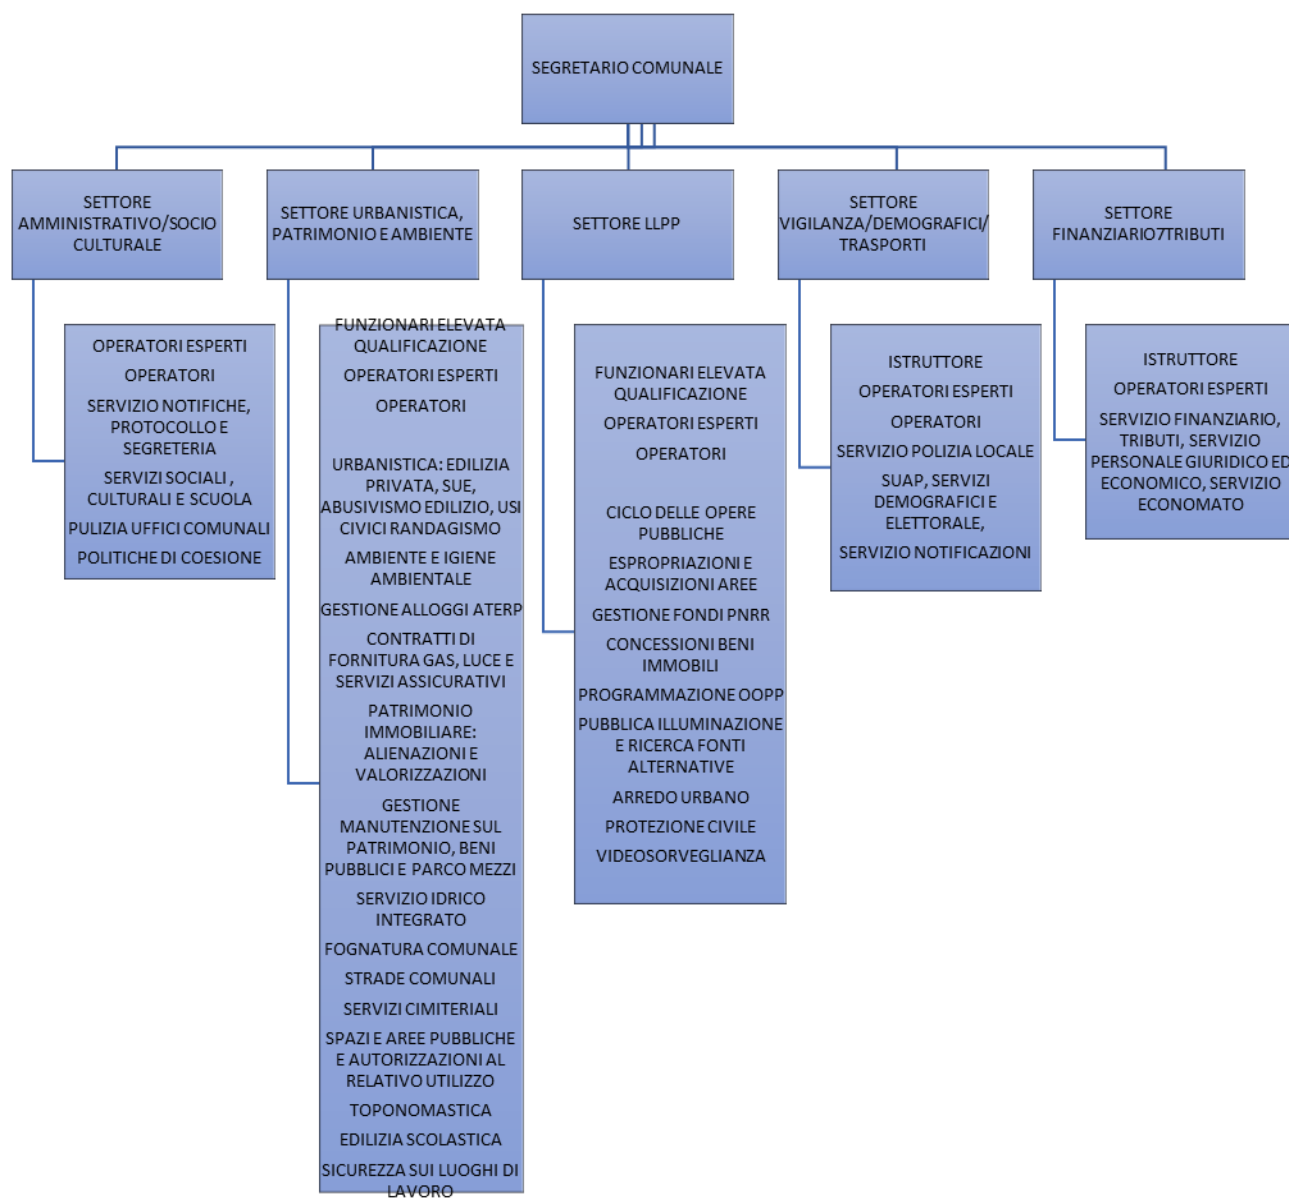 SEGRETARIO COMUNALE
SETTORE
AMMINISTRATIVO/SOCIO
CULTURALE
SETTORE URBANISTICA,
PATRIMONIO E AMBIENTE
SETTORE LLPP
SETTORE
VIGILANZA/DEMOGRAFICI/
TRASPORTI
SETTORE
FINANZIARIO7TRIBUTI
OPERATORI ESPERTI
OPERATORI
SERVIZIO NOTIFICHE,
PROTOCOLLO E
SEGRETERIA
SERVIZI SOCIALI ,
CULTURALI E SCUOLA
PULIZIA UFFICI COMUNALI
POLITICHE DI COESIONE
FUNZIONARI ELEVATA
QUALIFICAZIONE
OPERATORI ESPERTI
OPERATORI
URBANISTICA: EDILIZIA
PRIVATA, SUE,
ABUSIVISMO EDILIZIO, USI
CIVICI RANDAGISMO
AMBIENTE E IGIENE
AMBIENTALE
GESTIONE ALLOGGI ATERP
CONTRATTI DI
FORNITURA GAS, LUCE E
SERVIZI ASSICURATIVI
PATRIMONIO
IMMOBILIARE:
ALIENAZIONI E
VALORIZZAZIONI
GESTIONE
MANUTENZIONE SUL
PATRIMONIO, BENI
PUBBLICI E PARCO MEZZI
SERVIZIO IDRICO
INTEGRATO
FOGNATURA COMUNALE
STRADE COMUNALI
SERVIZI CIMITERIALI
SPAZI E AREE PUBBLICHE
E AUTORIZZAZIONI AL
RELATIVO UTILIZZO
TOPONOMASTICA
EDILIZIA SCOLASTICA
SICUREZZA SUI LUOGHI DI
LAVORO
FUNZIONARI ELEVATA
QUALIFICAZIONE
OPERATORI ESPERTI
OPERATORI
CICLO DELLE OPERE
PUBBLICHE
ESPROPRIAZIONI E
ACQUISIZIONI AREE
GESTIONE FONDI PNRR
CONCESSIONI BENI
IMMOBILI
PROGRAMMAZIONE OOPP
PUBBLICA ILLUMINAZIONE
E RICERCA FONTI
ALTERNATIVE
ARREDO URBANO
PROTEZIONE CIVILE
VIDEOSORVEGLIANZA
ISTRUTTORE
OPERATORI ESPERTI
OPERATORI
SERVIZIO POLIZIA LOCALE
SUAP, SERVIZI
DEMOGRAFICI E
ELETTORALE,
SERVIZIO NOTIFICAZIONI
ISTRUTTORE
OPERATORI ESPERTI
SERVIZIO FINANZIARIO,
TRIBUTI, SERVIZIO
PERSONALE GIURIDICO ED
ECONOMICO, SERVIZIO
ECONOMATO